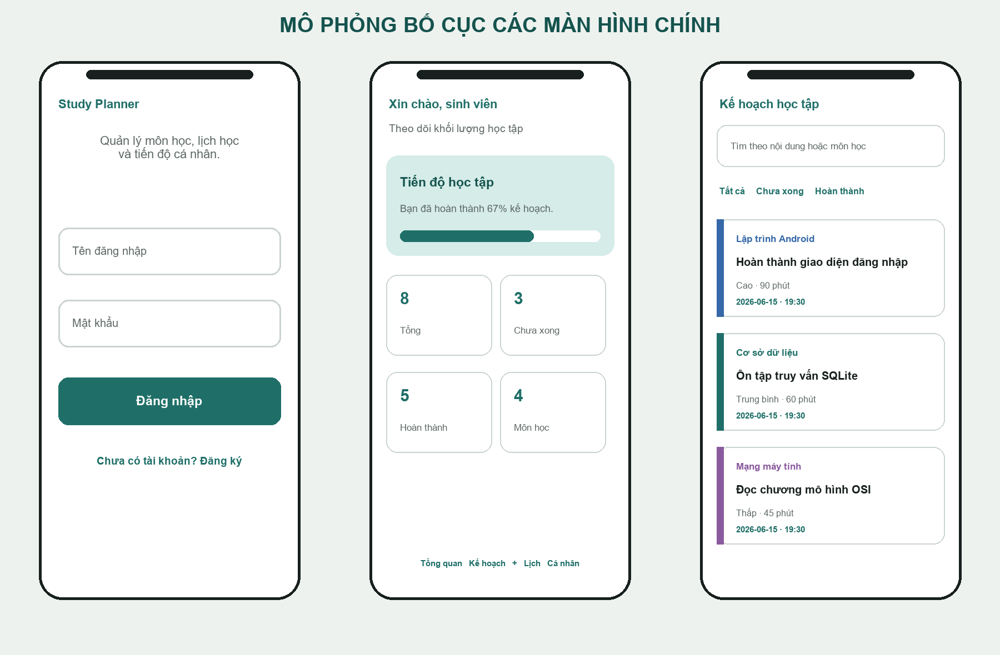 MÔ PHỎNG BỐ CỤC CÁC MÀN HÌNH CHÍNH
Study Planner
Quản lý môn học, lịch học
và tiến độ cá nhân.
Tên đăng nhập
Mật khẩu
Đăng nhập
Chưa có tài khoản? Đăng ký
Xin chào, sinh viên
Theo dõi khối lượng học tập
Tiến độ học tập
Bạn đã hoàn thành 67% kế hoạch.
8
Tổng
3
Chưa xong
5
Hoàn thành
4
Môn học
Tổng quan Kế hoạch + Lịch Cá nhân
Kế hoạch học tập
Tìm theo nội dung hoặc môn học
Tất cả Chưa xong Hoàn thành
Lập trình Android
Hoàn thành giao diện đăng nhập
Cao · 90 phút
2026-06-15 · 19:30
Cơ sở dữ liệu
Ôn tập truy vấn SQLite
Trung bình · 60 phút
2026-06-15 · 19:30
Mạng máy tính
Đọc chương mô hình OSI
Thấp · 45 phút
2026-06-15 · 19:30